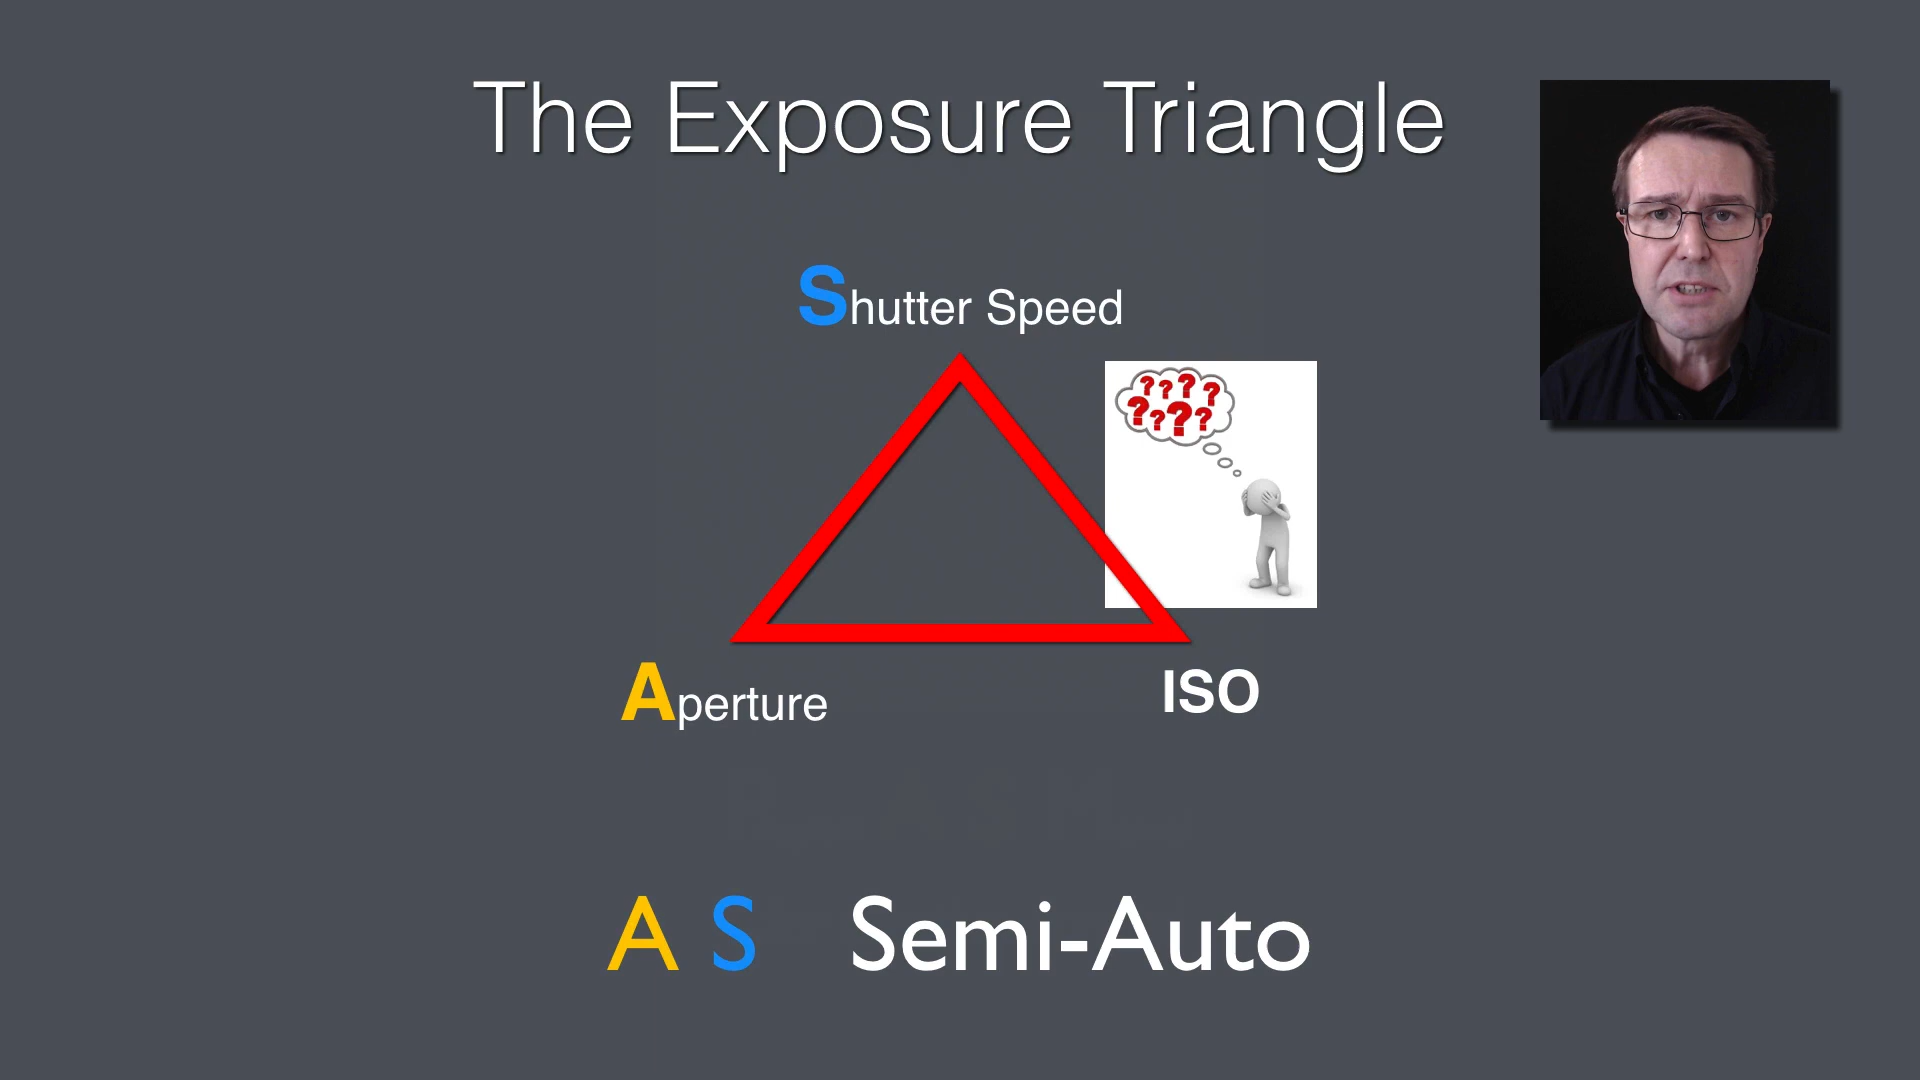 The Exposure Triangle
Shutter Speed
? ? ? ?
? ? ? ?
Aperture
ISO
A S Semi-Auto